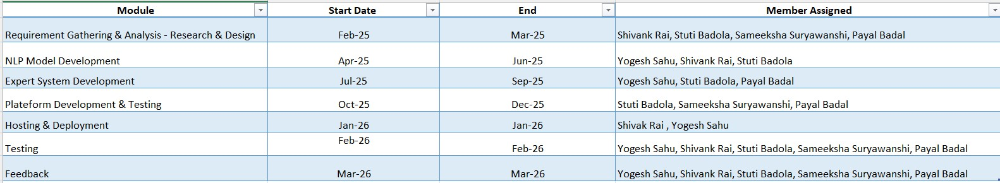 Module Start Date End Member Assigned
Requirement Gathering & Analysis - Research & Design Feb-25 Mar-25 Shivank Rai, Stuti Badola, Sameeksha Suryawanshi, Payal Badal
NLP Model Development Apr-25 Jun-25 Yogesh Sahu, Shivank Rai, Stuti Badola
Expert System Development Jul-25 Sep-25 Yogesh Sahu, Stuti Badola, Payal Badal
Plateform Development & Testing Oct-25 Dec-25 Stuti Badola, Sameeksha Suryawanshi, Payal Badal
Hosting & Deployment Jan-26 Jan-26 Shivak Rai , Yogesh Sahu
Testing Feb-26 Feb-26 Yogesh Sahu, Shivank Rai, Stuti Badola, Sameeksha Suryawanshi, Payal Badal
Feedback Mar-26 Mar-26 Yogesh Sahu, Shivank Rai, Stuti Badola, Sameeksha Suryawanshi, Payal Badal